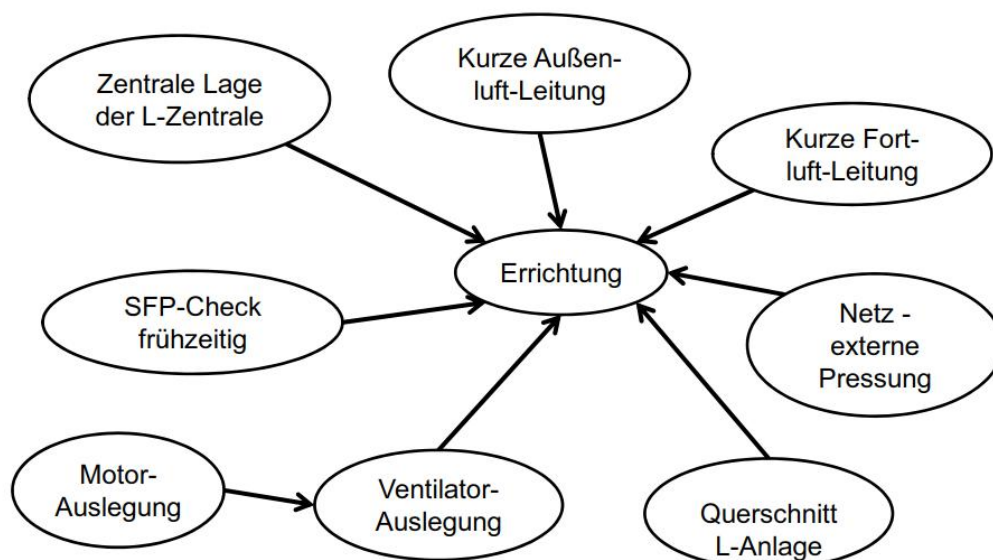 Zentrale Lage
der L-Zentrale
Kurze Außen-
luft-Leitung
Kurze Fort-
luft-Leitung
Errichtung
SFP-Check
frühzeitig
Netz -
externe
Pressung
Motor-
Auslegung
Ventilator-
Auslegung
Querschnitt
L-Anlage